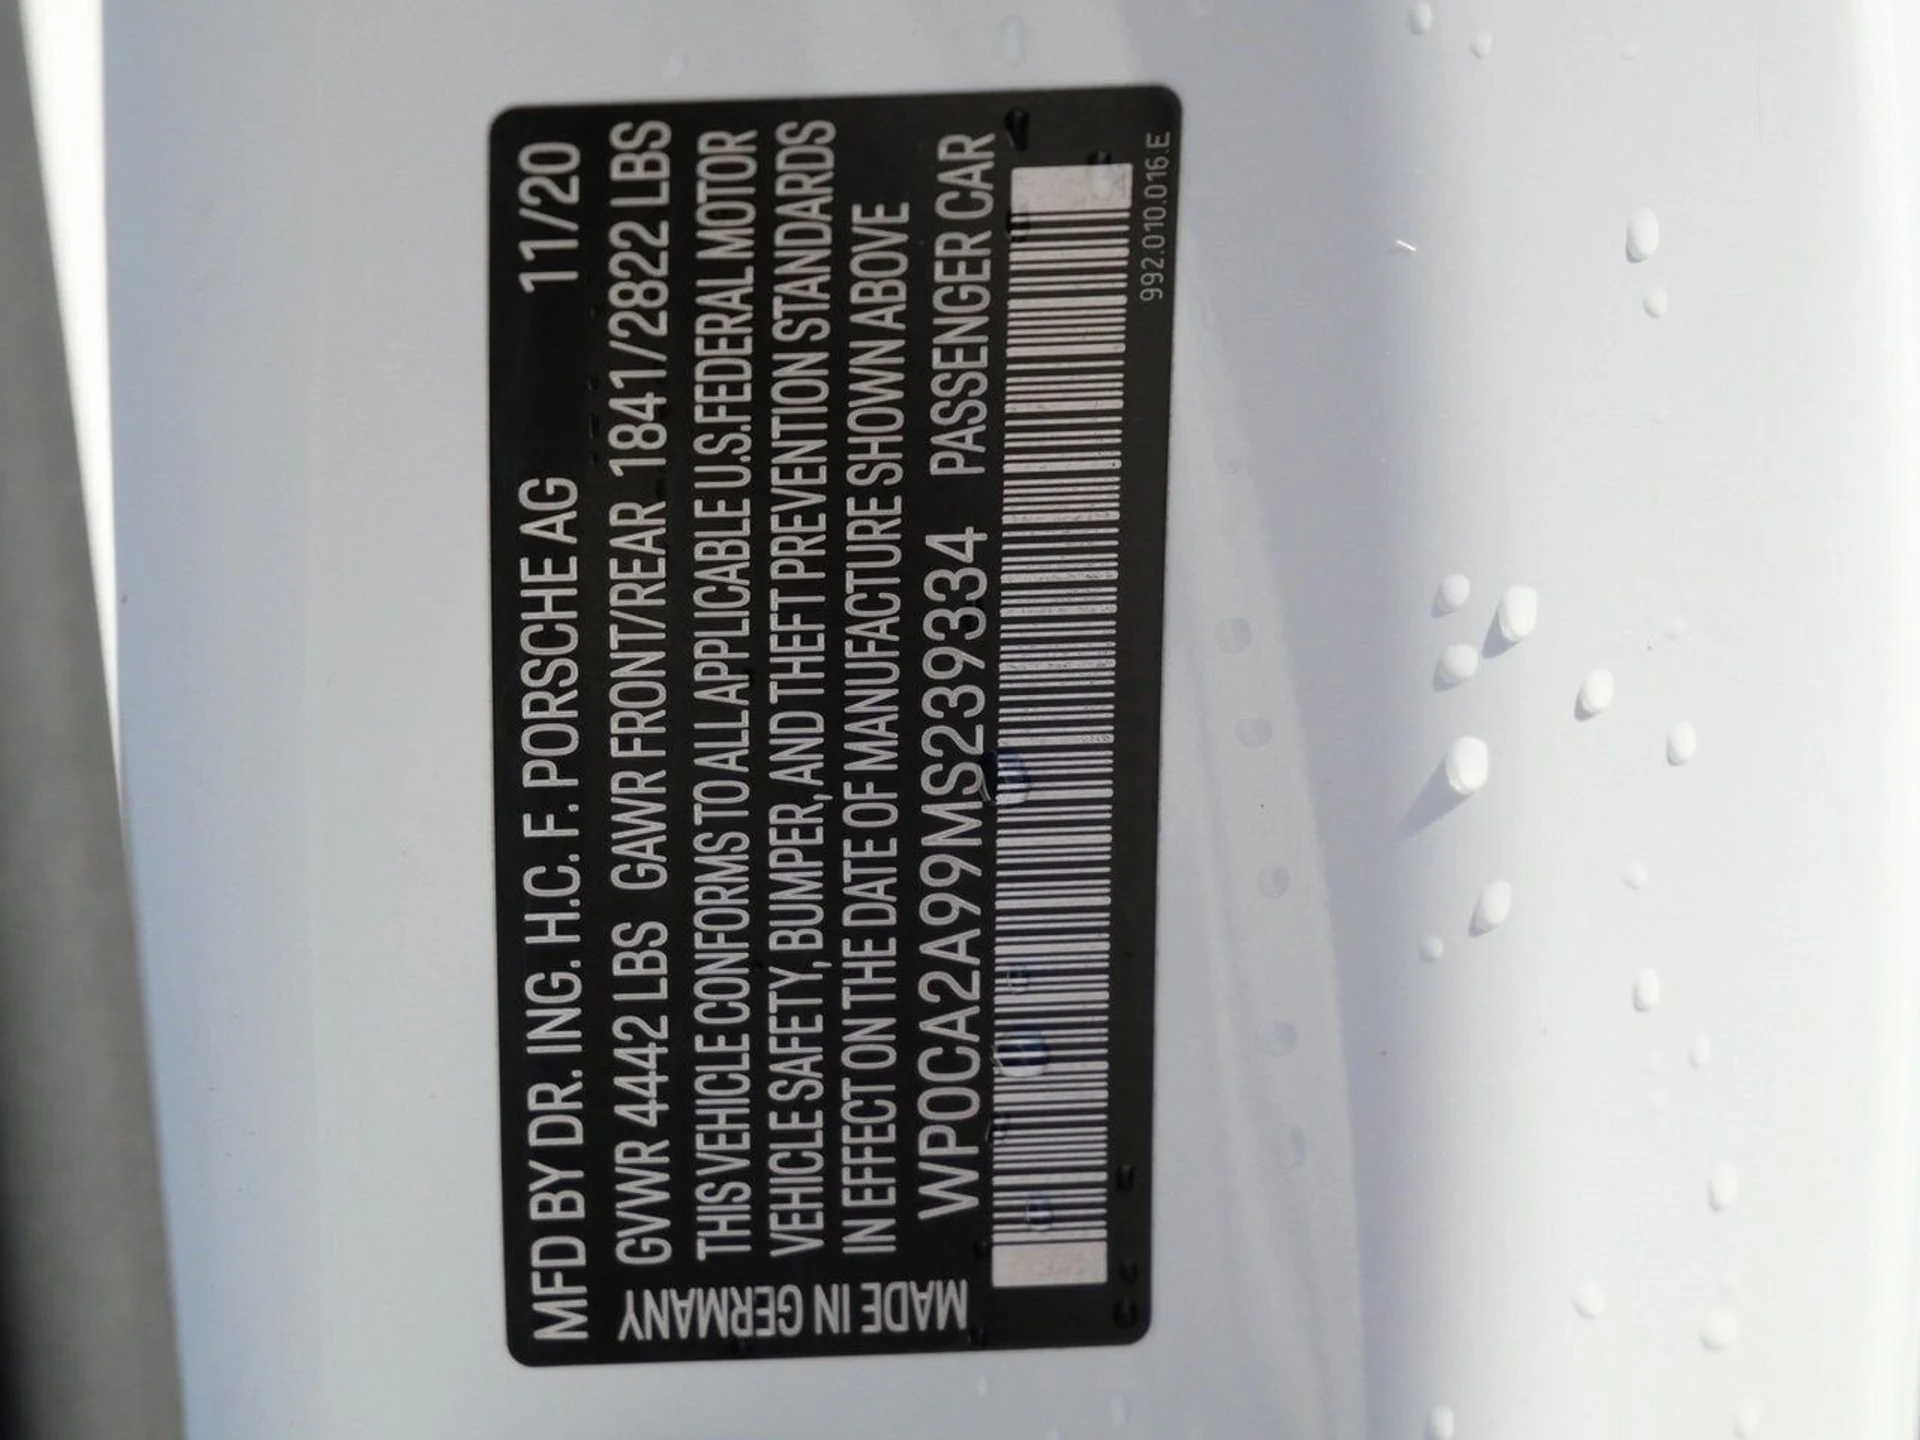 MFD BY DR. ING. H.C. F. PORSCHE AG 11/20
GVWR 4442 LBS GAWR FRONT/REAR 1841/2822 LBS
THIS VEHICLE CONFORMS TO ALL APPLICABLE U.S. FEDERAL MOTOR
VEHICLE SAFETY, BUMPER, AND THEFT PREVENTION STANDARDS
IN EFFECT ON THE DATE OF MANUFACTURE SHOWN ABOVE
WP0CA2A99MS239334 PASSENGER CAR
992.010.016.E
MADE IN GERMANY